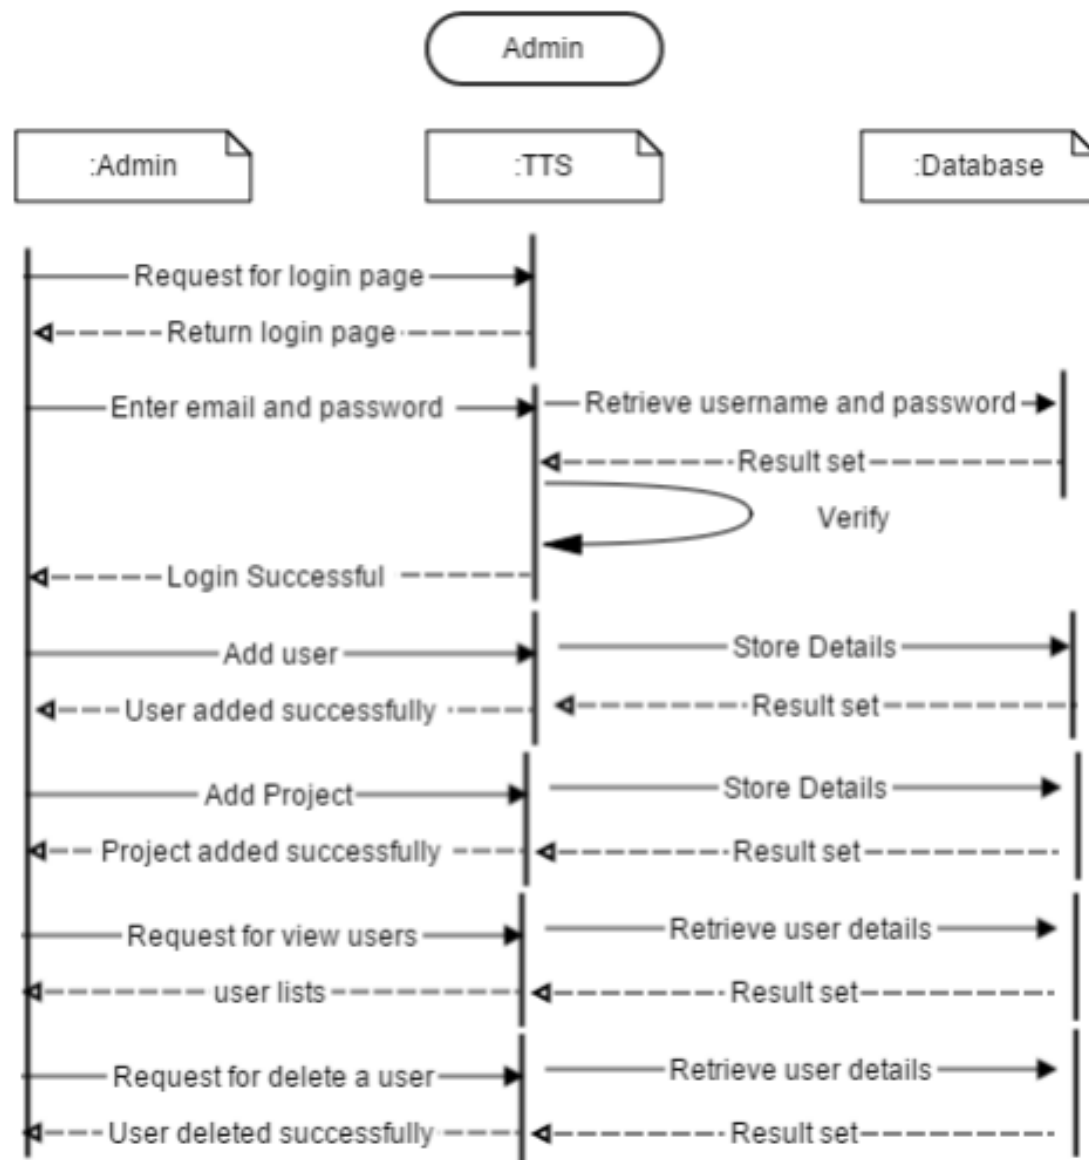 Admin
:Admin
:TTS
:Database
Request for login page
Return login page
Enter email and password
Retrieve username and password
Result set
Verify
Login Successful
Add user
Store Details
User added successfully
Result set
Add Project
Store Details
Project added successfully
Result set
Request for view users
Retrieve user details
user lists
Result set
Request for delete a user
Retrieve user details
User deleted successfully
Result set